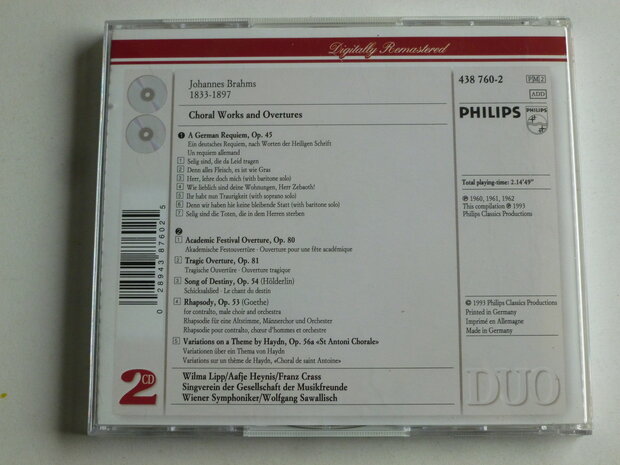 Digitally Remastered
Johannes Brahms
1833-1897
Choral Works and Overtures
1 A German Requiem, Op. 45
Ein deutsches Requiem, nach Worten der Heiligen Schrift
Un requiem allemand
1 Selig sind, die da Leid tragen
2 Denn alles Fleisch, es ist wie Gras
3 Herr, lehre doch mich (with baritone solo)
4 Wie lieblich sind deine Wohnungen, Herr Zebaoth!
5 Ihr habt nun Traurigkeit (with soprano solo)
6 Denn wir haben hie keine bleibende Statt (with baritone solo)
7 Selig sind die Toten, die in dem Herren sterben
2
1 Academic Festival Overture, Op. 80
Akademische Festouvertüre · Ouverture pour une fête académique
2 Tragic Overture, Op. 81
Tragische Ouvertüre · Ouverture tragique
3 Song of Destiny, Op. 54 (Hölderlin)
Schicksalslied · Le chant du destin
4 Rhapsody, Op. 53 (Goethe)
for contralto, male choir and orchestra
Rhapsodie für eine Altstimme, Männerchor und Orchester
Rhapsodie pour contralto, chœur d'hommes et orchestre
5 Variations on a Theme by Haydn, Op. 56a «St Antoni Chorale»
Variationen über ein Thema von Haydn
Variations sur un thème de Haydn, «Choral de saint Antoine»
Wilma Lipp/Aafje Heynis/Franz Crass
Singverein der Gesellschaft der Musikfreunde
Wiener Symphoniker/Wolfgang Sawallisch
2 CD
0 28943 87602 5
438 760-2
PM 2
ADD
PHILIPS
PHILIPS
Total playing-time: 2.14'49"
℗ 1960, 1961, 1962
This compilation ℗ 1993
Philips Classics Productions
© 1993 Philips Classics Productions
Printed in Germany
Imprimé en Allemagne
Made in Germany
DUO